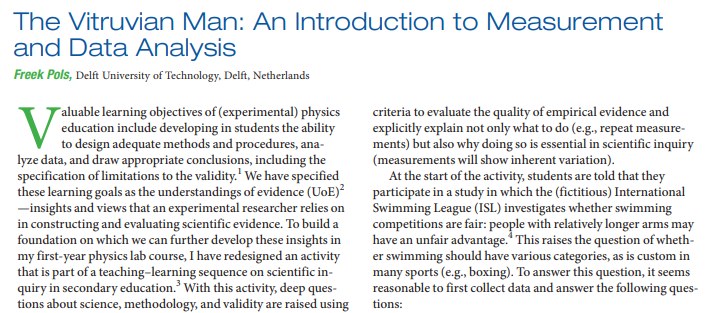 The Vitruvian Man: An Introduction to Measurement
and Data Analysis
Freek Pols, Delft University of Technology, Delft, Netherlands
Valuable learning objectives of (experimental) physics
education include developing in students the ability
to design adequate methods and procedures, ana-
lyze data, and draw appropriate conclusions, including the
specification of limitations to the validity.1 We have specified
these learning goals as the understandings of evidence (UoE)2
—insights and views that an experimental researcher relies on
in constructing and evaluating scientific evidence. To build a
foundation on which we can further develop these insights in
my first-year physics lab course, I have redesigned an activity
that is part of a teaching–learning sequence on scientific in-
quiry in secondary education.3 With this activity, deep ques-
tions about science, methodology, and validity are raised using
criteria to evaluate the quality of empirical evidence and
explicitly explain not only what to do (e.g., repeat measure-
ments) but also why doing so is essential in scientific inquiry
(measurements will show inherent variation).
At the start of the activity, students are told that they
participate in a study in which the (fictitious) International
Swimming League (ISL) investigates whether swimming
competitions are fair: people with relatively longer arms may
have an unfair advantage.4 This raises the question of wheth-
er swimming should have various categories, as is custom in
many sports (e.g., boxing). To answer this question, it seems
reasonable to first collect data and answer the following ques-
tions: